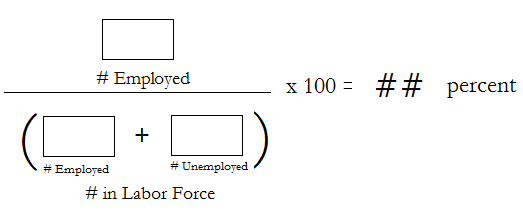 # Employed
x 100 = ## percent
( + )
# Employed # Unemployed
# in Labor Force